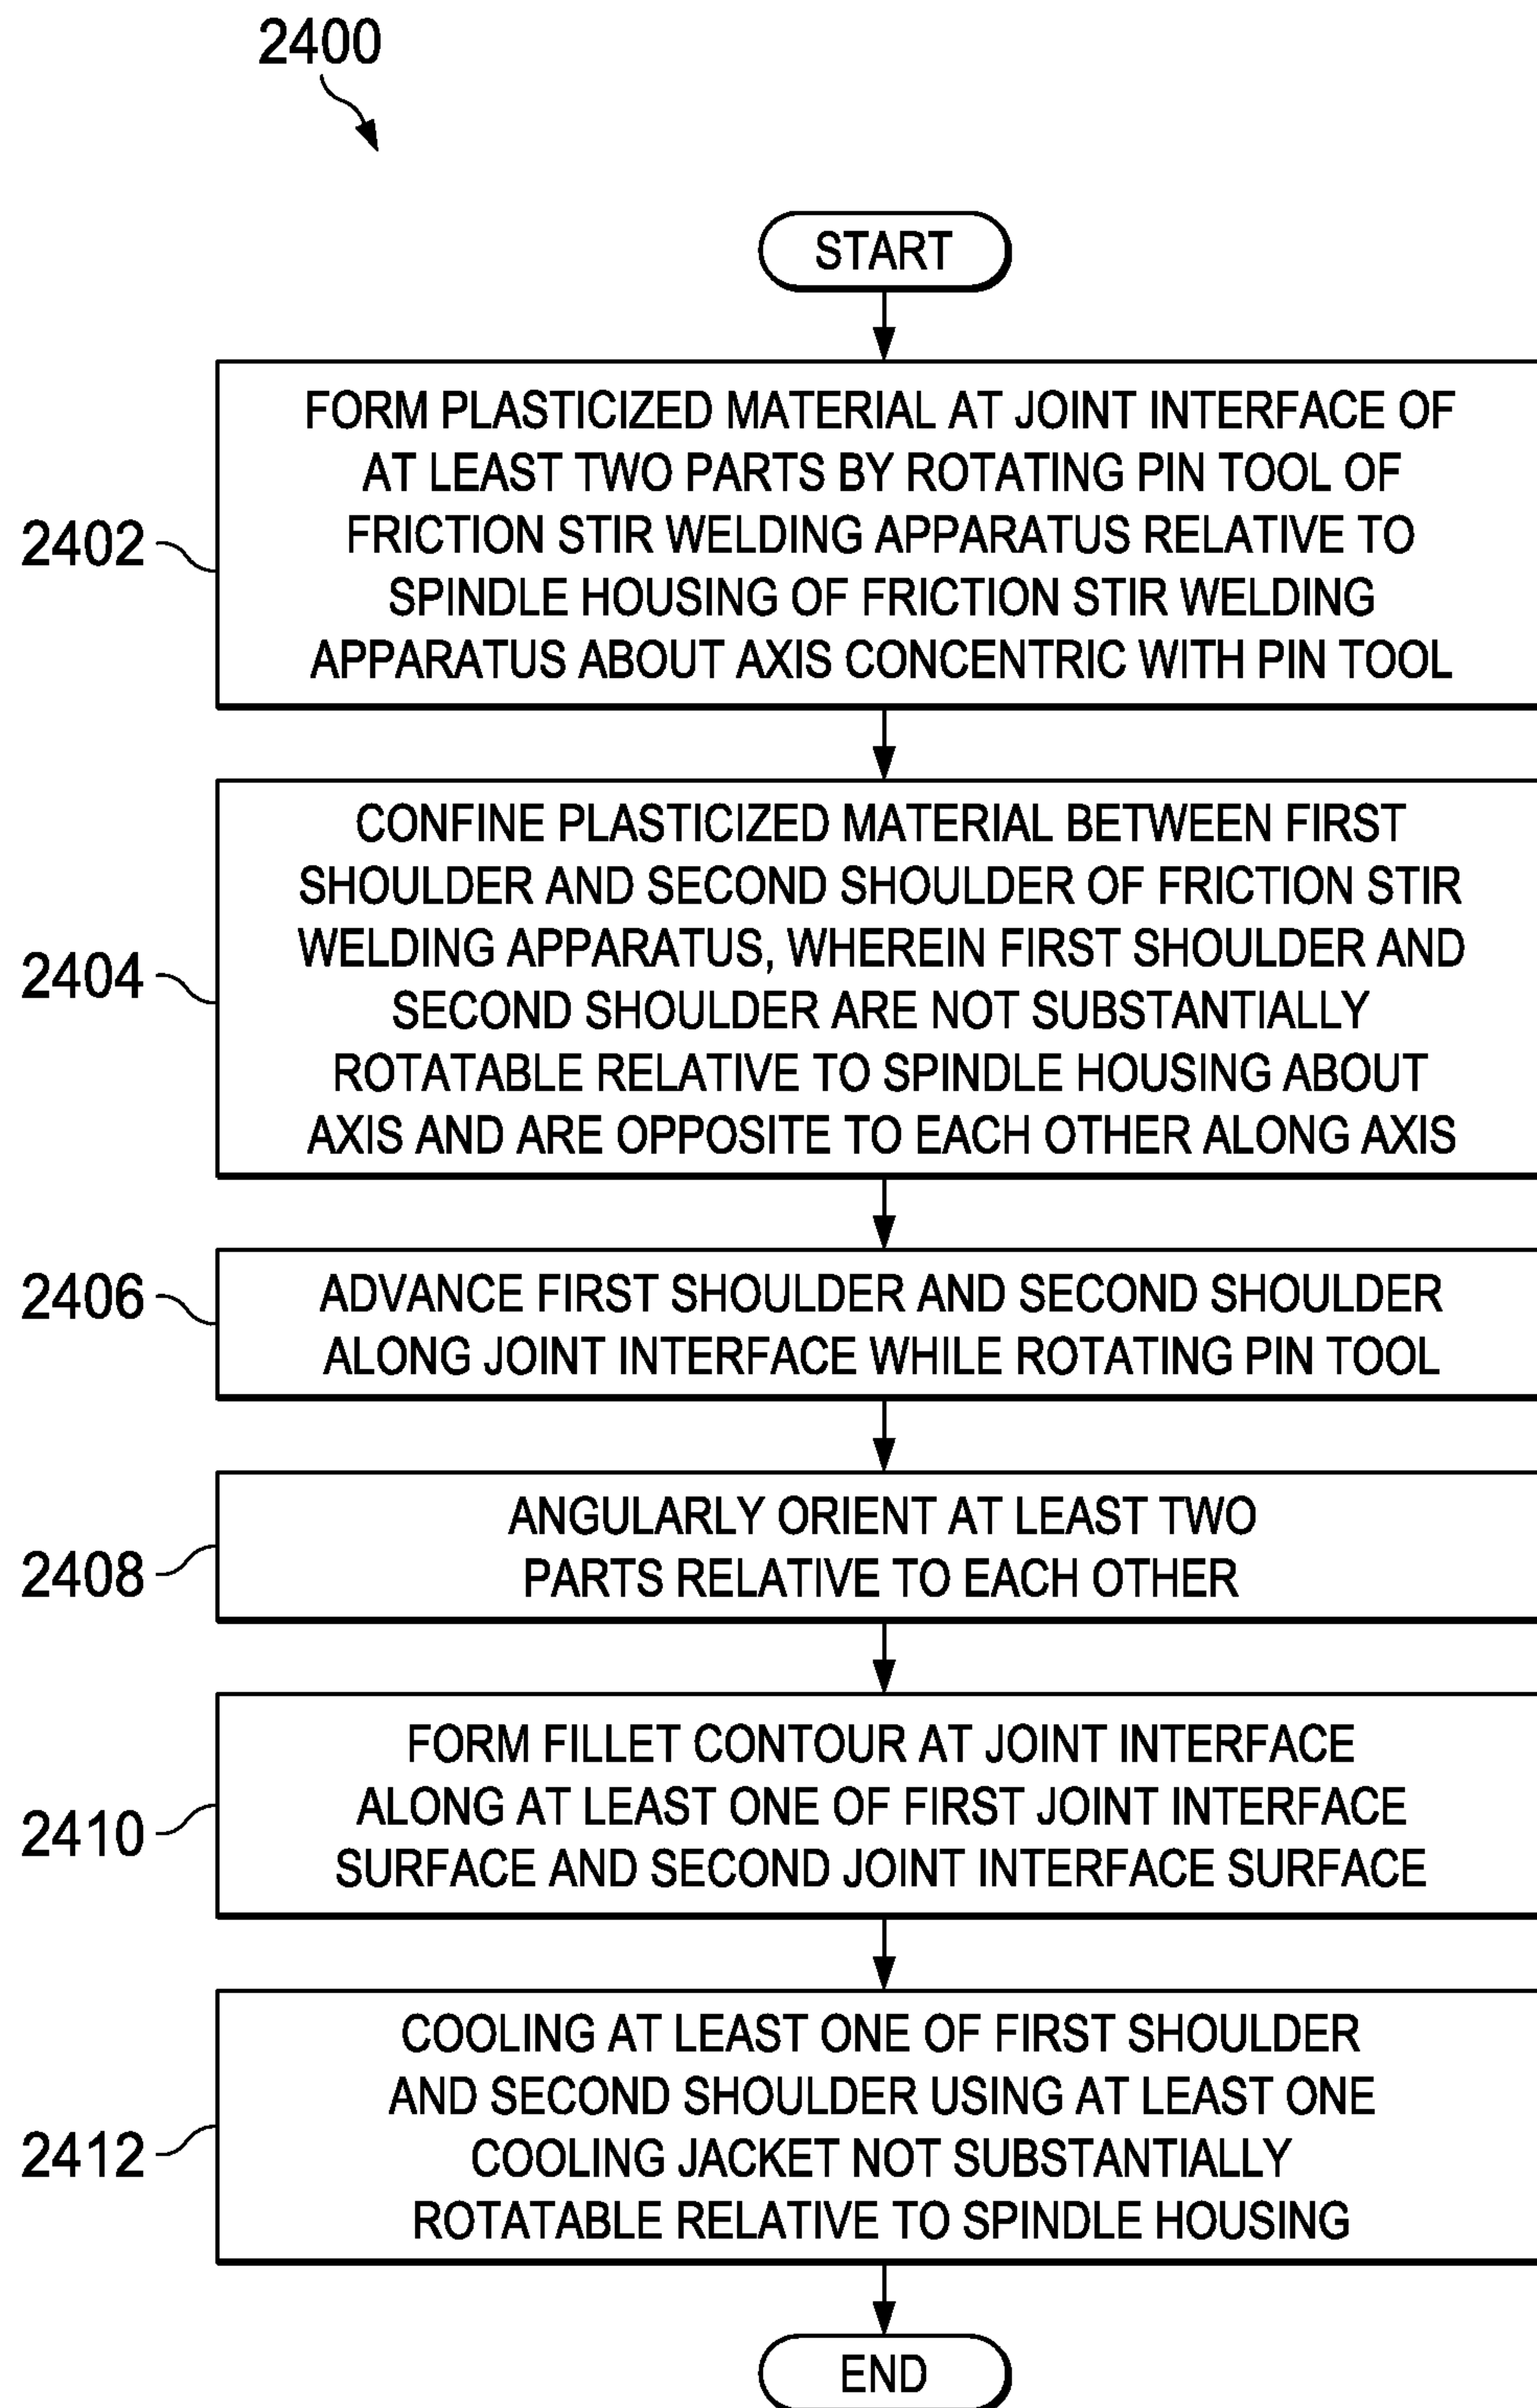 2400
START
2402
FORM PLASTICIZED MATERIAL AT JOINT INTERFACE OF
AT LEAST TWO PARTS BY ROTATING PIN TOOL OF
FRICTION STIR WELDING APPARATUS RELATIVE TO
SPINDLE HOUSING OF FRICTION STIR WELDING
APPARATUS ABOUT AXIS CONCENTRIC WITH PIN TOOL
2404
CONFINE PLASTICIZED MATERIAL BETWEEN FIRST
SHOULDER AND SECOND SHOULDER OF FRICTION STIR
WELDING APPARATUS, WHEREIN FIRST SHOULDER AND
SECOND SHOULDER ARE NOT SUBSTANTIALLY
ROTATABLE RELATIVE TO SPINDLE HOUSING ABOUT
AXIS AND ARE OPPOSITE TO EACH OTHER ALONG AXIS
2406
ADVANCE FIRST SHOULDER AND SECOND SHOULDER
ALONG JOINT INTERFACE WHILE ROTATING PIN TOOL
2408
ANGULARLY ORIENT AT LEAST TWO
PARTS RELATIVE TO EACH OTHER
2410
FORM FILLET CONTOUR AT JOINT INTERFACE
ALONG AT LEAST ONE OF FIRST JOINT INTERFACE
SURFACE AND SECOND JOINT INTERFACE SURFACE
2412
COOLING AT LEAST ONE OF FIRST SHOULDER
AND SECOND SHOULDER USING AT LEAST ONE
COOLING JACKET NOT SUBSTANTIALLY
ROTATABLE RELATIVE TO SPINDLE HOUSING
END